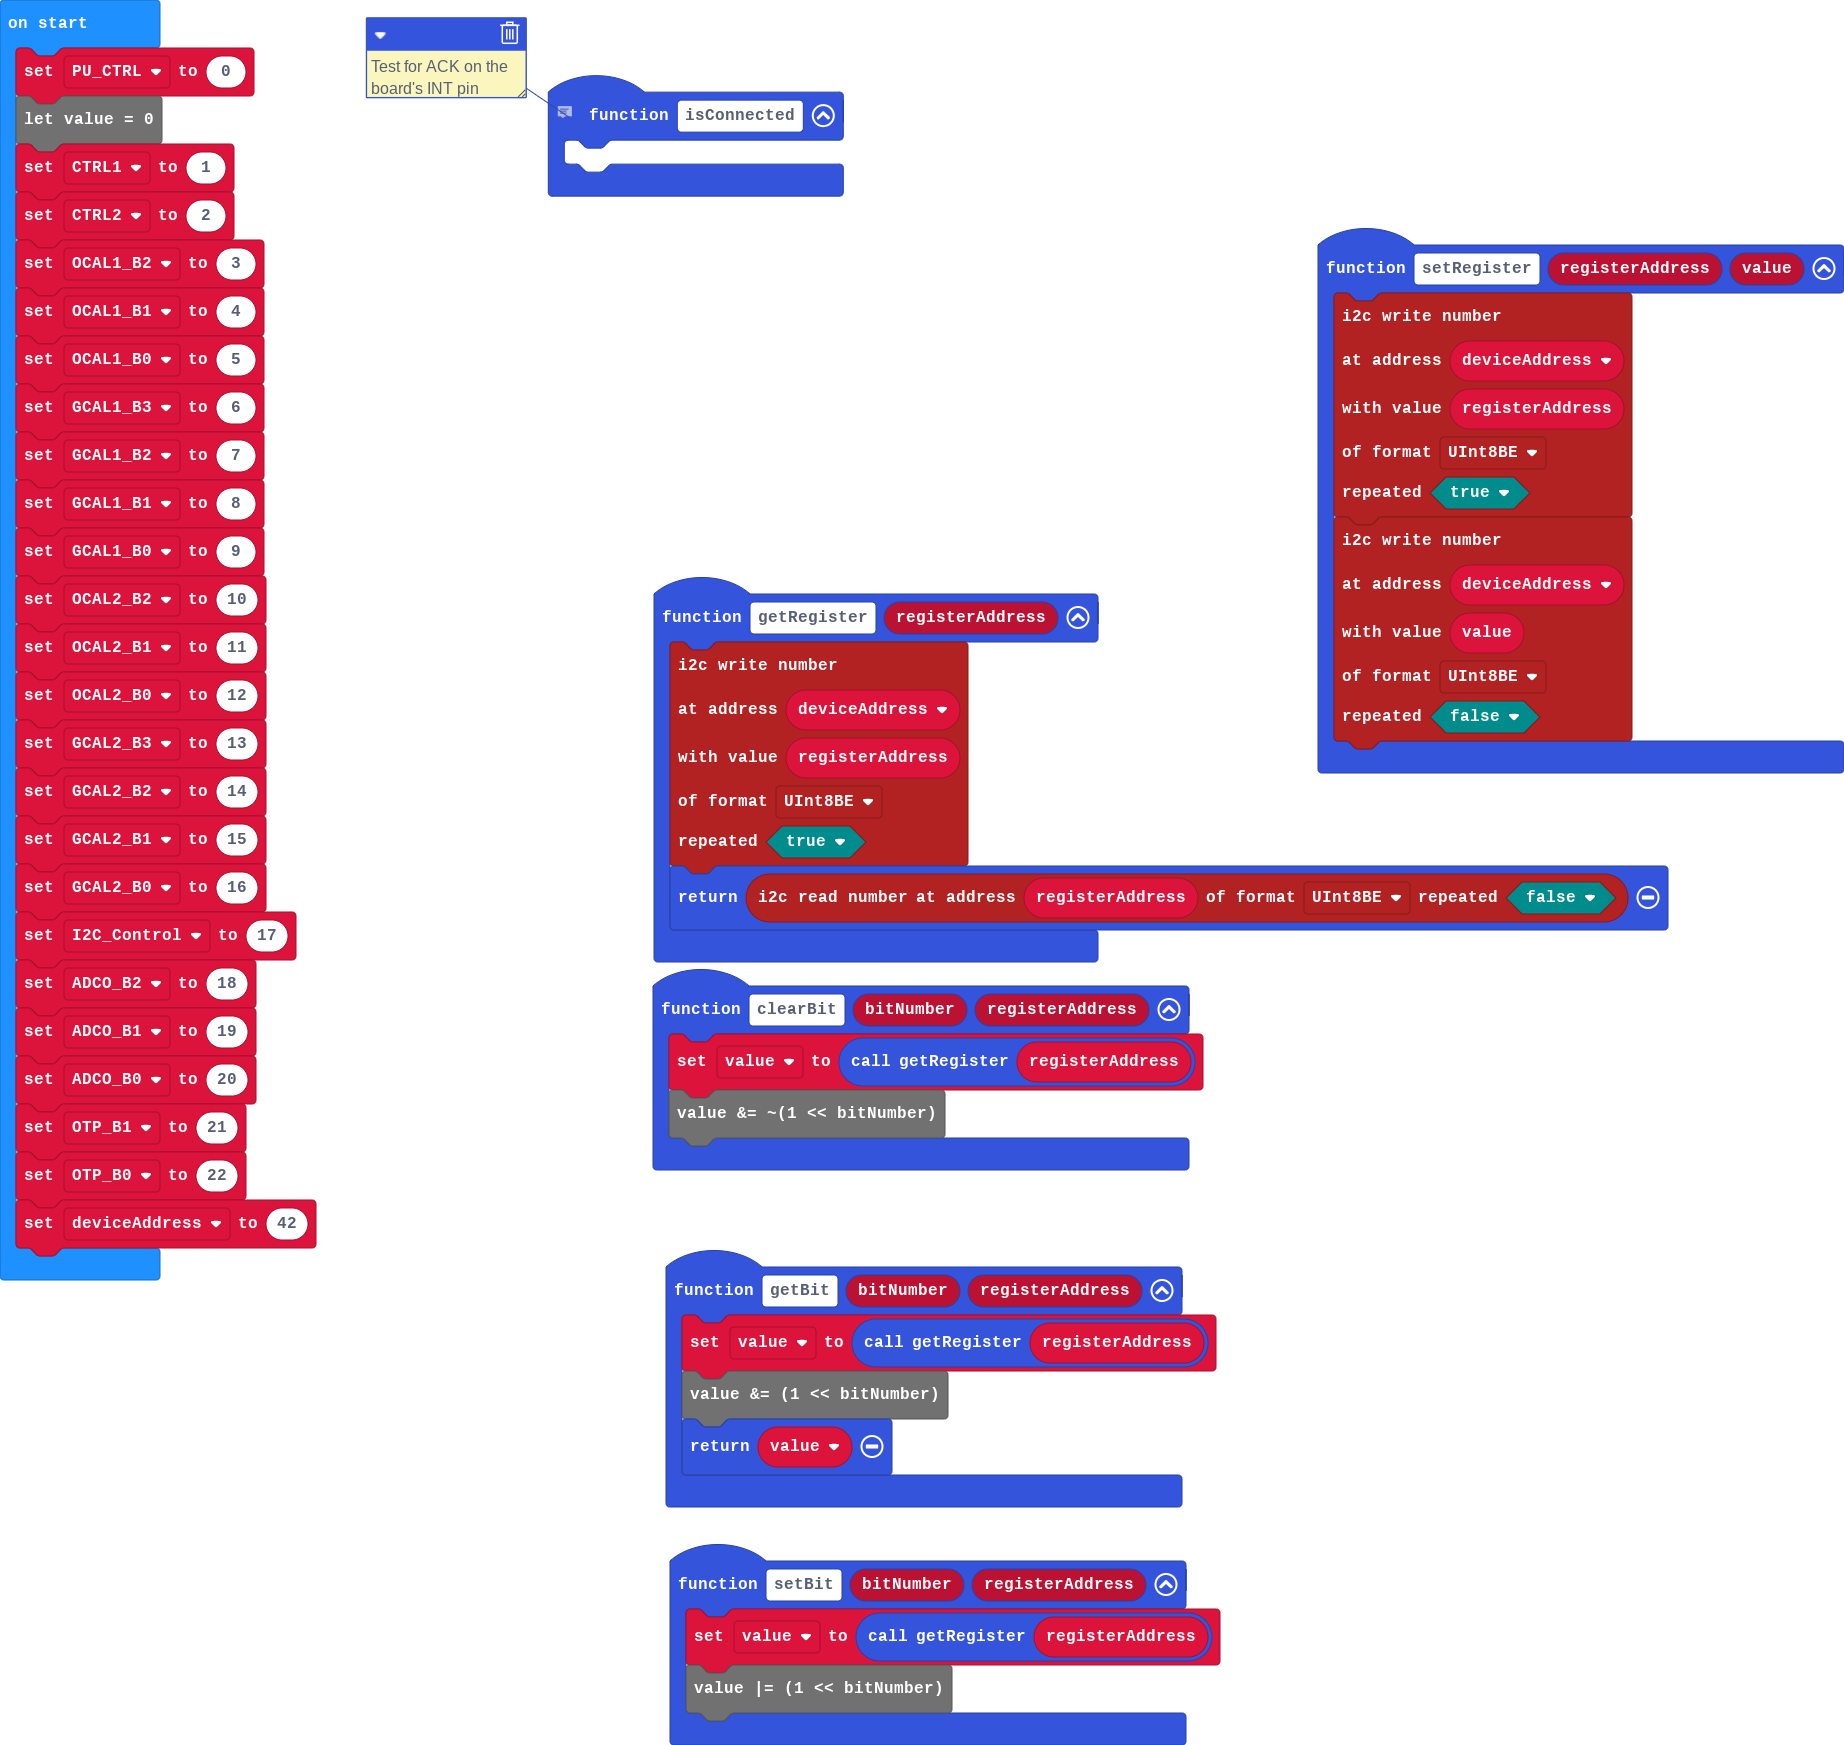 on start
set PU_CTRL to 0
let value = 0
set CTRL1 to 1
set CTRL2 to 2
set OCAL1_B2 to 3
set OCAL1_B1 to 4
set OCAL1_B0 to 5
set GCAL1_B3 to 6
set GCAL1_B2 to 7
set GCAL1_B1 to 8
set GCAL1_B0 to 9
set OCAL2_B2 to 10
set OCAL2_B1 to 11
set OCAL2_B0 to 12
set GCAL2_B3 to 13
set GCAL2_B2 to 14
set GCAL2_B1 to 15
set GCAL2_B0 to 16
set I2C_Control to 17
set ADCO_B2 to 18
set ADCO_B1 to 19
set ADCO_B0 to 20
set OTP_B1 to 21
set OTP_B0 to 22
set deviceAddress to 42
Test for ACK on the
board's INT pin
function isConnected
function setRegister registerAddress value
i2c write number
at address deviceAddress
with value registerAddress
of format UInt8BE
repeated true
i2c write number
at address deviceAddress
with value value
of format UInt8BE
repeated false
function getRegister registerAddress
i2c write number
at address deviceAddress
with value registerAddress
of format UInt8BE
repeated true
return i2c read number at address registerAddress of format UInt8BE repeated false
function clearBit bitNumber registerAddress
set value to call getRegister registerAddress
value &= ~(1 << bitNumber)
function getBit bitNumber registerAddress
set value to call getRegister registerAddress
value &= (1 << bitNumber)
return value
function setBit bitNumber registerAddress
set value to call getRegister registerAddress
value |= (1 << bitNumber)